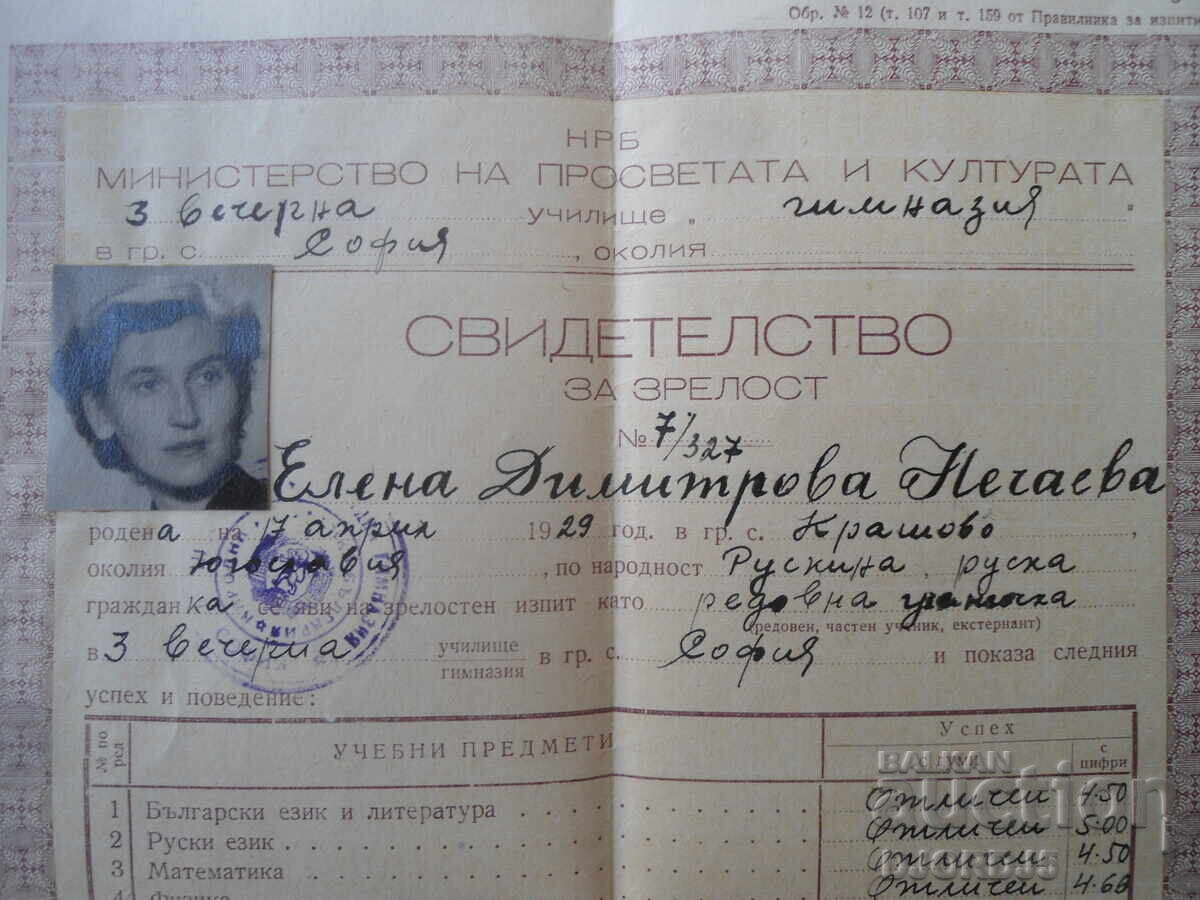 Обр. № 12 (т. 107 и т. 159 от Правилника за изпити
НРБ
МИНИСТЕРСТВО НА ПРОСВЕТАТА И КУЛТУРАТА
3 вечерна УЧИЛИЩЕ „ гимназия "
В ГР. С. София, ОКОЛИЯ
СВИДЕТЕЛСТВО
ЗА ЗРЕЛОСТ
№ 7/327
Елена Димитрова Нечаева
родена на 17 април 1929 год. в гр. с. Крашово,
околия Югославия, по народност Рускиня, руска
гражданка се яви на зрелостен изпит като редовна
(редовен, частен ученик, екстернант)
в 3 вечерна училище гимназия в гр. с. София и показа следния
успех и поведение:
№ по ред УЧЕБНИ ПРЕДМЕТИ Успех
с думи с цифри
1 Български език и литература Отличен 4·50
2 Руски език Отличен 5·00
3 Математика Отличен 4·50
4 Физика Отличен 4·60
BALKAN
auction